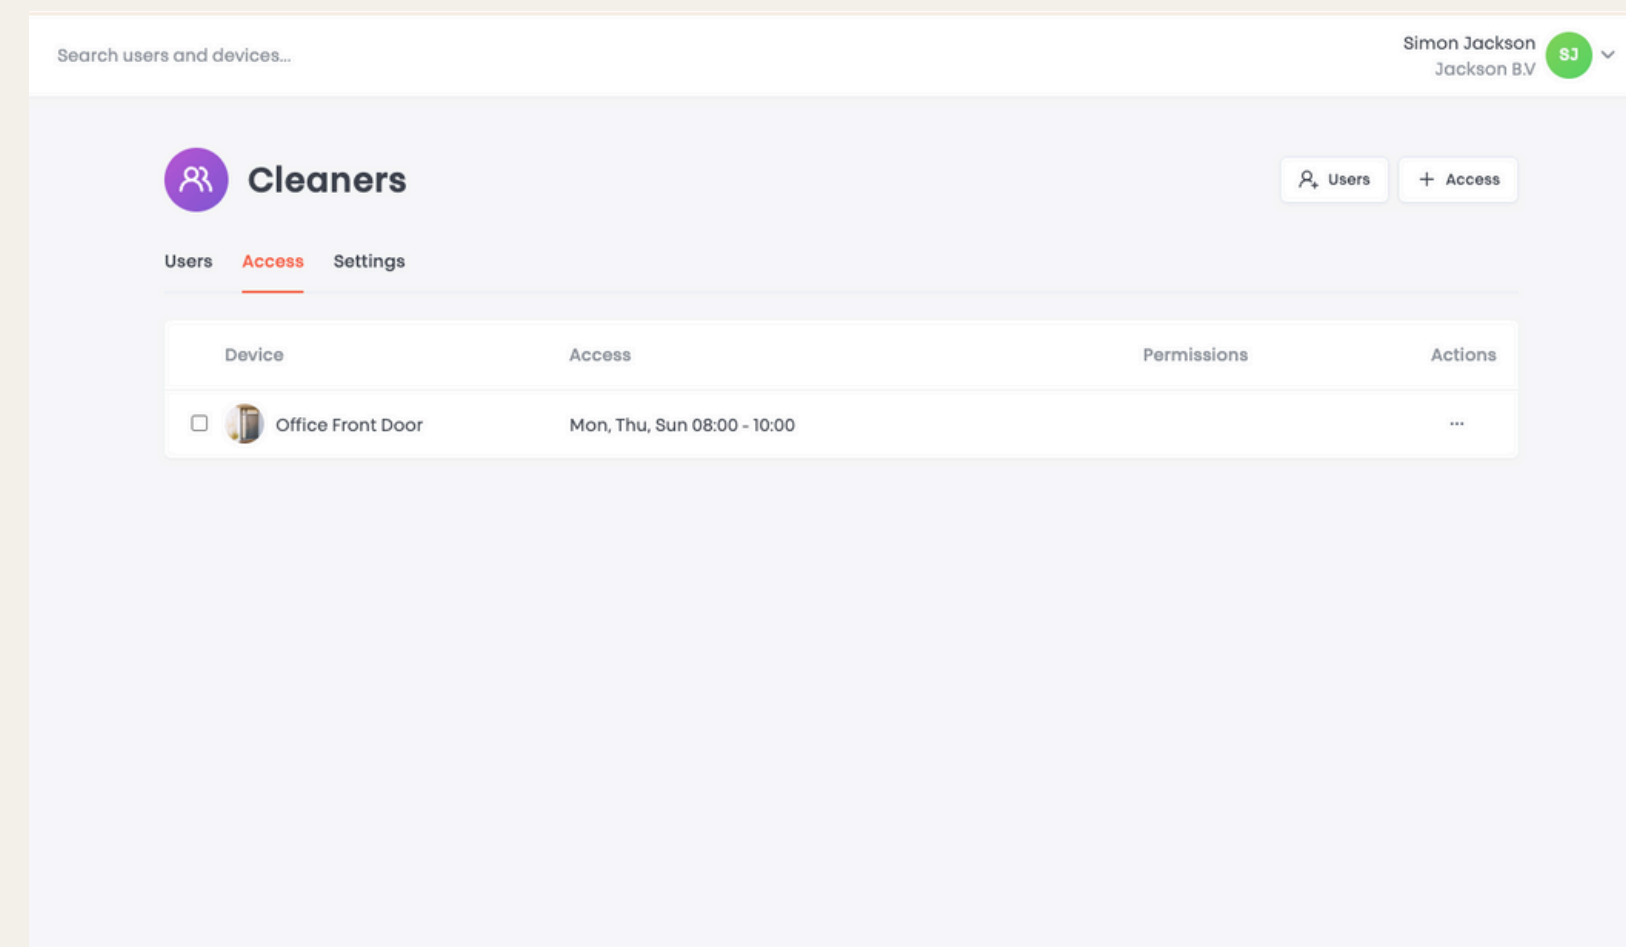 Search users and devices...
Simon Jackson
Jackson B.V
SJ
Cleaners
Users
+ Access
Users Access Settings
Device Access Permissions Actions
Office Front Door Mon, Thu, Sun 08:00 - 10:00 ...